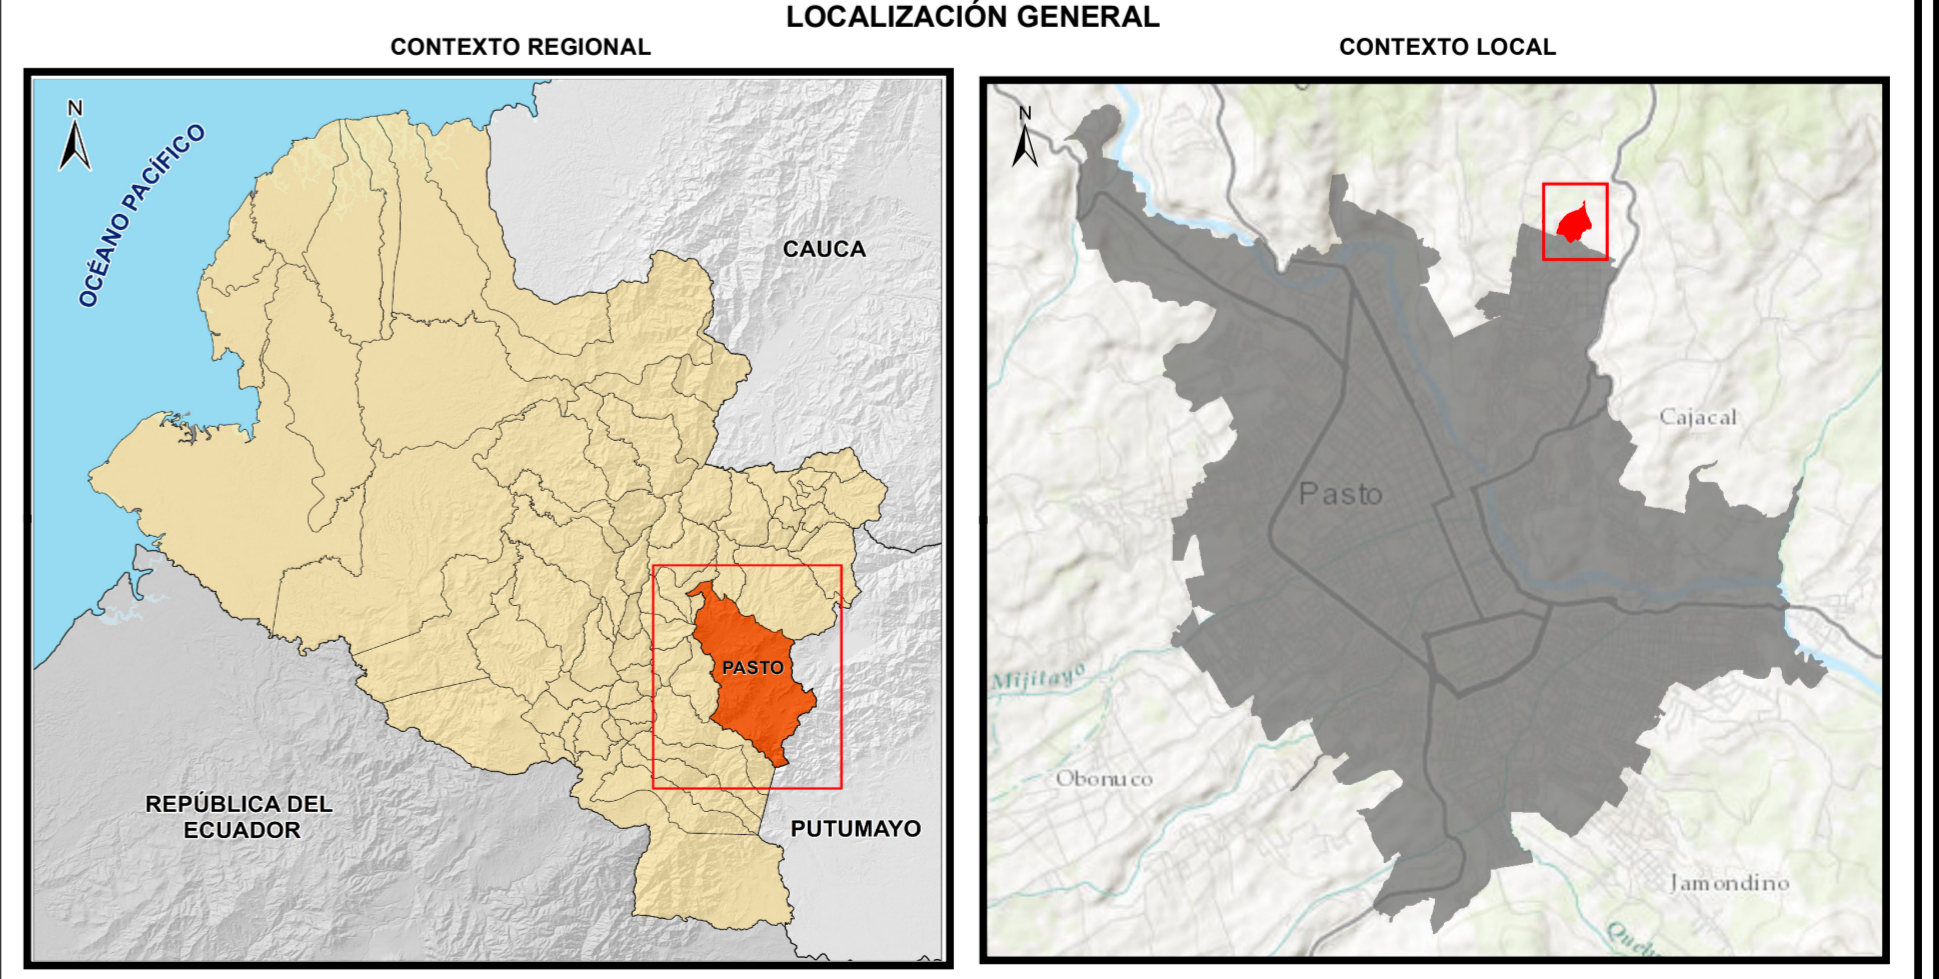 LOCALIZACIÓN GENERAL
CONTEXTO REGIONAL
N
OCÉANO PACÍFICO
CAUCA
PASTO
REPÚBLICA DEL
ECUADOR
PUTUMAYO
CONTEXTO LOCAL
N
Cajacal
Pasto
Mijitayo
Obonuco
Jamondino